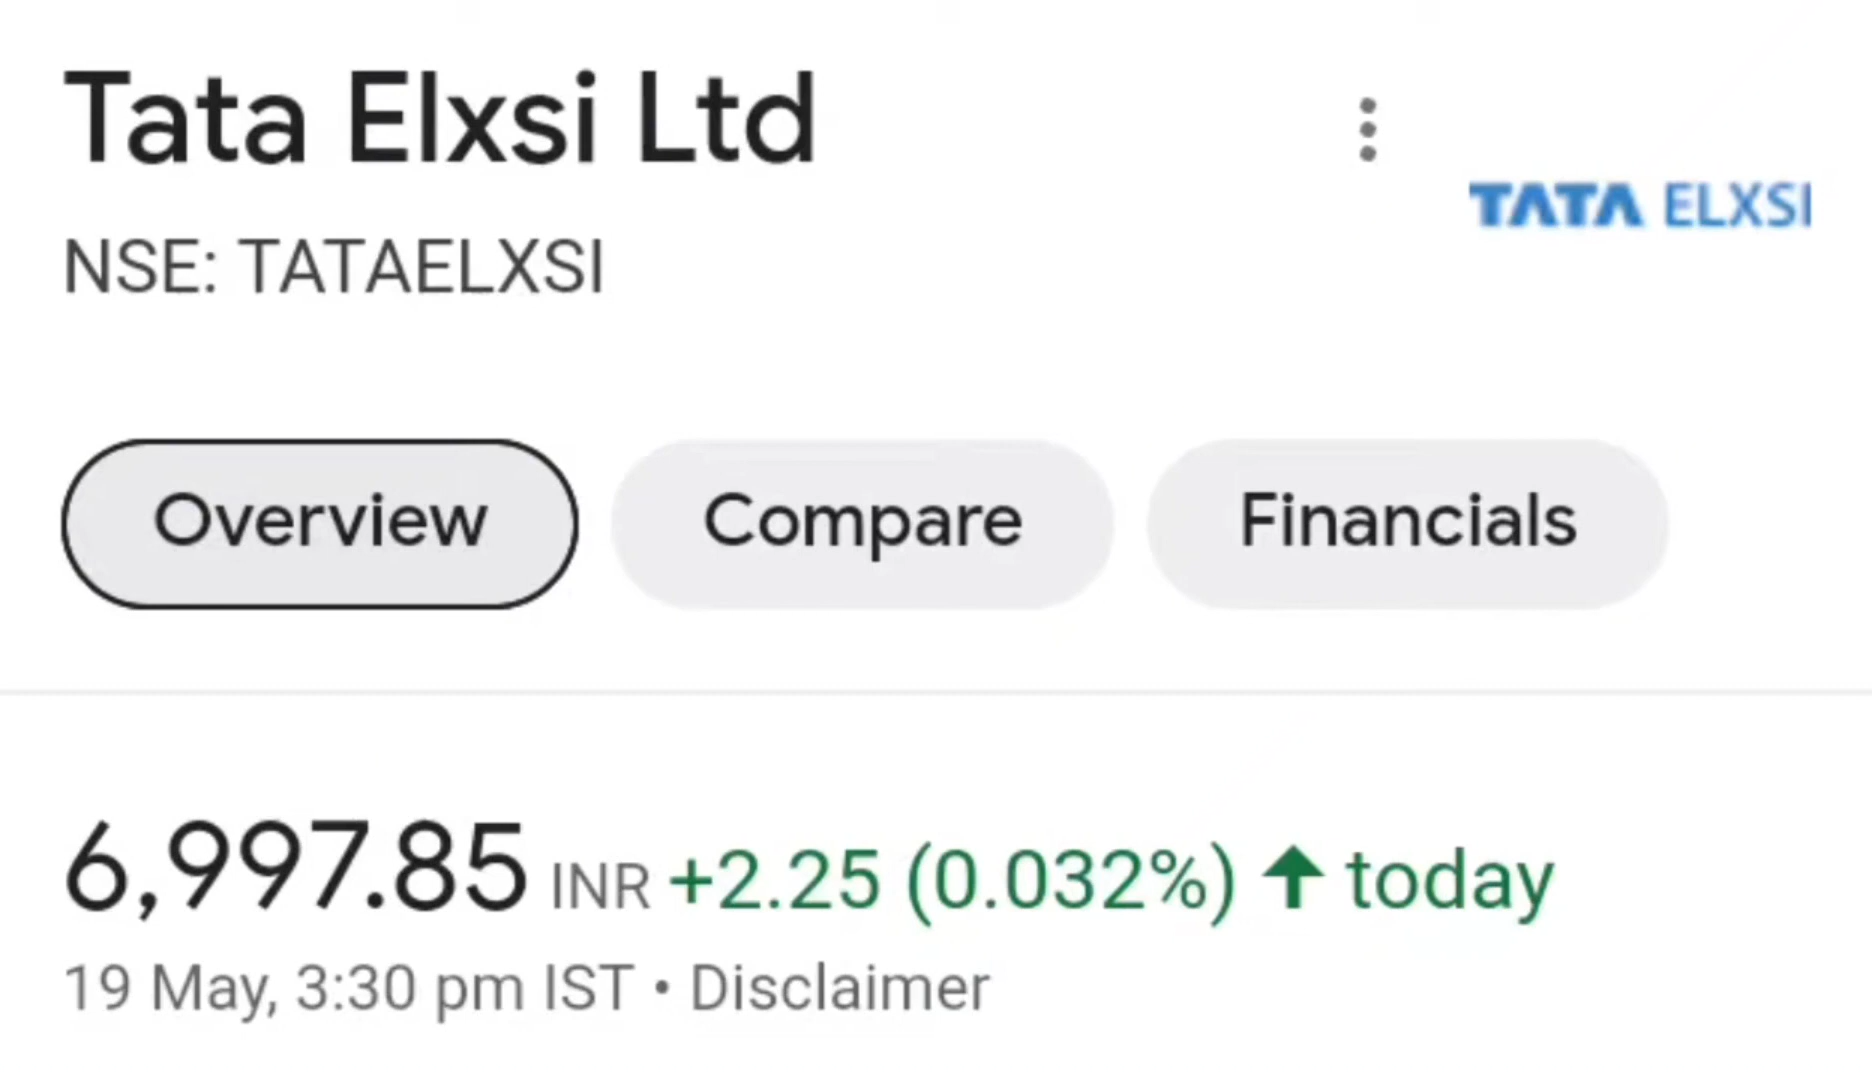 Tata Elxsi Ltd
TATA ELXSI
NSE: TATAELXSI
Overview Compare Financials
6,997.85 INR +2.25 (0.032%) ↑ today
19 May, 3:30 pm IST • Disclaimer